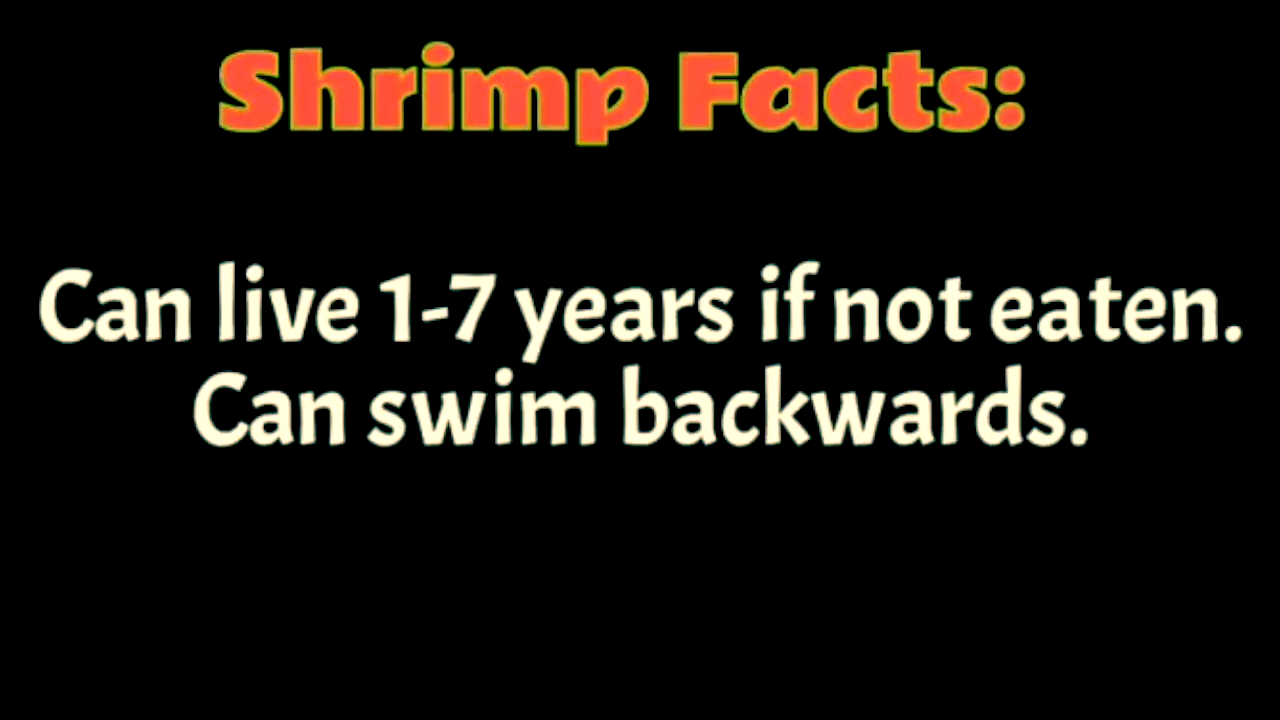 Shrimp Facts:
Can live 1-7 years if not eaten.
Can swim backwards.